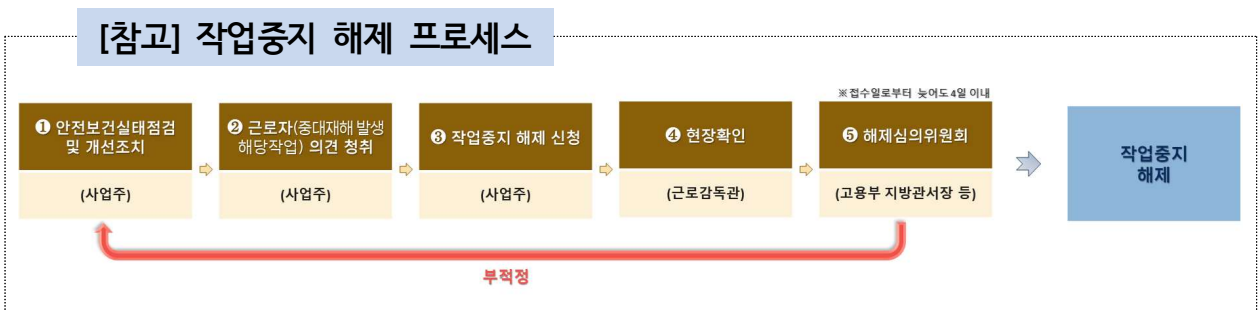 [참고] 작업중지 해제 프로세스
※접수일로부터 늦어도 4일 이내
❶ 안전보건실태점검
및 개선조치
(사업주)
❷ 근로자(중대재해 발생
해당작업) 의견 청취
(사업주)
❸ 작업중지 해제 신청
(사업주)
❹ 현장확인
(근로감독관)
❺ 해제심의위원회
(고용부 지방관서장 등)
작업중지
해제
부적정